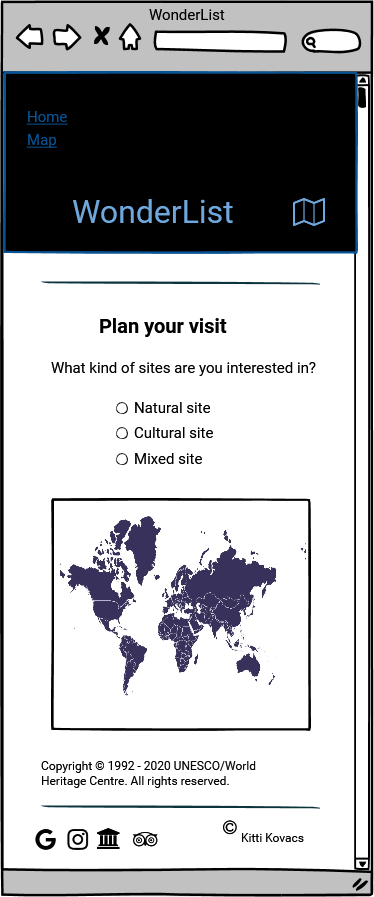 WonderList
Home
Map
WonderList
Plan your visit
What kind of sites are you interested in?
Natural site
Cultural site
Mixed site
Copyright © 1992 - 2020 UNESCO/World
Heritage Centre. All rights reserved.
© Kitti Kovacs